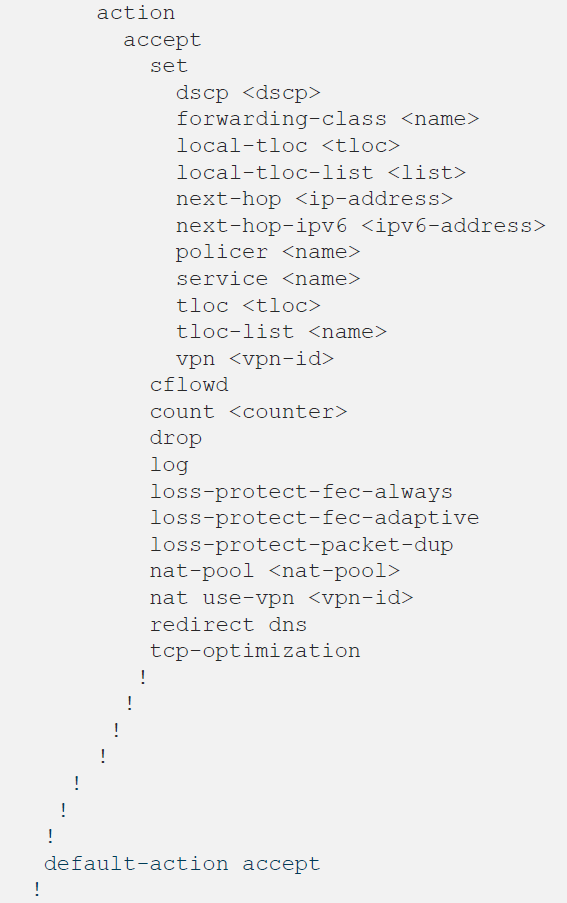 action
accept
set
dscp <dscp>
forwarding-class <name>
local-tloc <tloc>
local-tloc-list <list>
next-hop <ip-address>
next-hop-ipv6 <ipv6-address>
policer <name>
service <name>
tloc <tloc>
tloc-list <name>
vpn <vpn-id>
cflowd
count <counter>
drop
log
loss-protect-fec-always
loss-protect-fec-adaptive
loss-protect-packet-dup
nat-pool <nat-pool>
nat use-vpn <vpn-id>
redirect dns
tcp-optimization
!
!
!
!
!
!
!
default-action accept
!